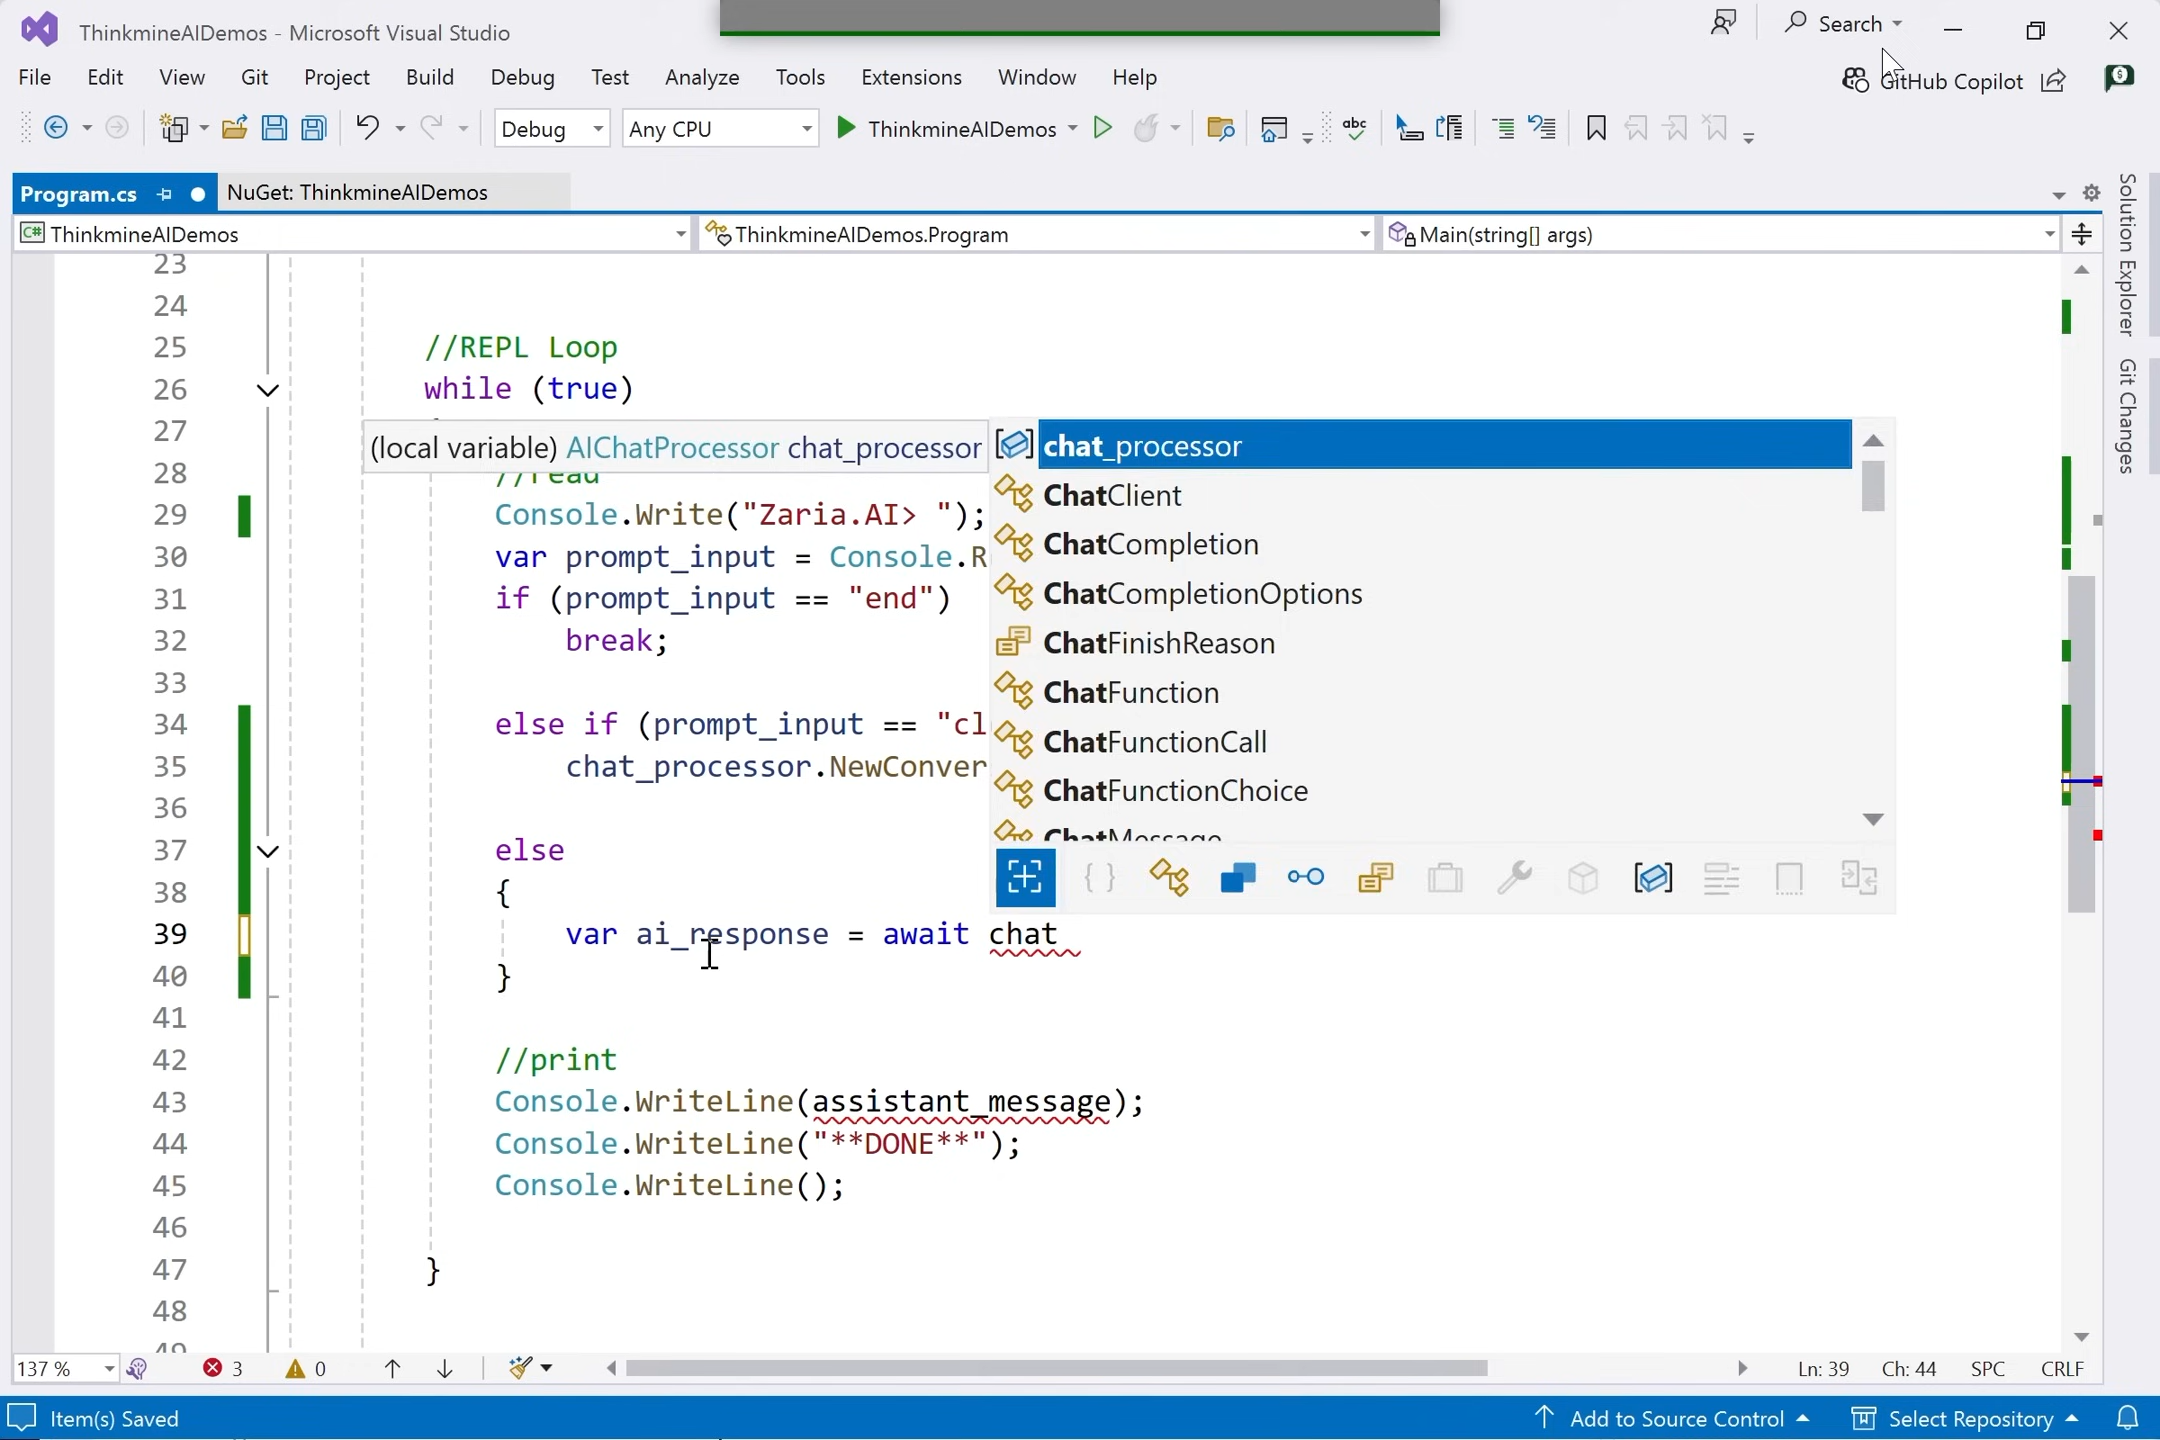 ThinkmineAIDemos - Microsoft Visual Studio
Search
File Edit View Git Project Build Debug Test Analyze Tools Extensions Window Help
GitHub Copilot
Debug Any CPU ThinkmineAIDemos
abc
Program.cs NuGet: ThinkmineAIDemos
C# ThinkmineAIDemos ThinkmineAIDemos.Program Main(string[] args)
Solution Explorer
Git Changes
23
24
25 //REPL Loop
26 while (true)
27
(local variable) AIChatProcessor chat_processor
28 //read
29 Console.Write("Zaria.AI> ");
30 var prompt_input = Console.R
31 if (prompt_input == "end")
32 break;
33
34 else if (prompt_input == "cl
35 chat_processor.NewConver
36
37 else
38 {
39 var ai_response = await chat
40 }
41
42 //print
43 Console.WriteLine(assistant_message);
44 Console.WriteLine("**DONE**");
45 Console.WriteLine();
46
47 }
48
49
chat_processor
ChatClient
ChatCompletion
ChatCompletionOptions
ChatFinishReason
ChatFunction
ChatFunctionCall
ChatFunctionChoice
ChatMessage
137 % 3 0 Ln: 39 Ch: 44 SPC CRLF
Item(s) Saved Add to Source Control Select Repository